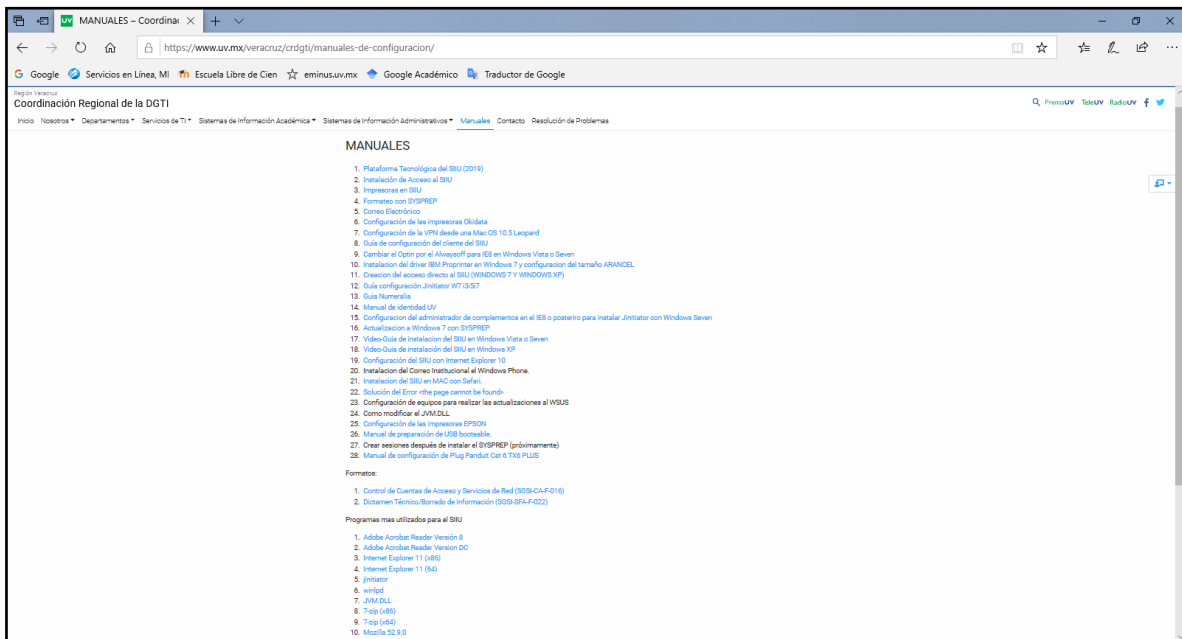 UV MANUALES – Coordinac
https://www.uv.mx/veracruz/crdgti/manuales-de-configuracion/
G Google Servicios en Línea, MI Escuela Libre de Cien eminus.uv.mx Google Académico Traductor de Google
Región Veracruz
Coordinación Regional de la DGTI
PrensaUV TeleUV RadioUV
Inicio Nosotros Departamentos Servicios de TI Sistemas de Información Académica Sistemas de Información Administrativos Manuales Contacto Resolución de Problemas
MANUALES
1. Plataforma Tecnológica del SIIU (2019)
2. Instalación de Acceso al SIIU
3. Impresoras en SIIU
4. Formateo con SYSPREP
5. Correo Electrónico
6. Configuración de las impresoras Okidata
7. Configuración de la VPN desde una Mac OS 10.5 Leopard
8. Guía de configuración del cliente del SIIU
9. Cambiar el Optin por el Alwaysoff para IE8 en Windows Vista o Seven
10. Instalacion del driver IBM Proprinter en Windows 7 y configuracion del tamaño ARANCEL
11. Creacion del acceso directo al SIIU (WINDOWS 7 Y WINDOWS XP)
12. Guía configuración Jinitiator W7 i3i5i7
13. Guia Numeralia
14. Manual de identidad UV
15. Configuracion del administrador de complementos en el IE8 o posteriro para instalar Jinitiator con Windows Seven
16. Actualizacion a Windows 7 con SYSPREP
17. Video-Guia de instalacion del SIIU en Windows Vista o Seven
18. Video-Guia de instalación del SIIU en Windows XP
19. Configuración del SIIU con Internet Explorer 10
20. Instalacion del Correo Institucional el Windows Phone.
21. Instalacion del SIIU en MAC con Safari.
22. Solución del Error «the page cannot be found»
23. Configuración de equipos para realizar las actualizaciones al WSUS
24. Como modificar el JVM.DLL
25. Configuración de las impresoras EPSON
26. Manual de preparación de USB booteable.
27. Crear sesiones después de instalar el SYSPREP (próximamente)
28. Manual de configuración de Plug Panduit Cat 6 TX6 PLUS
Formatos:
1. Control de Cuentas de Acceso y Servicios de Red (SGSI-CA-F-016)
2. Dictamen Técnico/Borrado de Información (SGSI-SFA-F-022)
Programas mas utilizados para el SIIU
1. Adobe Acrobat Reader Versión 8
2. Adobe Acrobat Reader Version DC
3. Internet Explorer 11 (x86)
4. Internet Explorer 11 (64)
5. jinitiator
6. winlpd
7. JVM.DLL
8. 7-zip (x86)
9. 7-zip (x64)
10. Mozilla 52.9.0